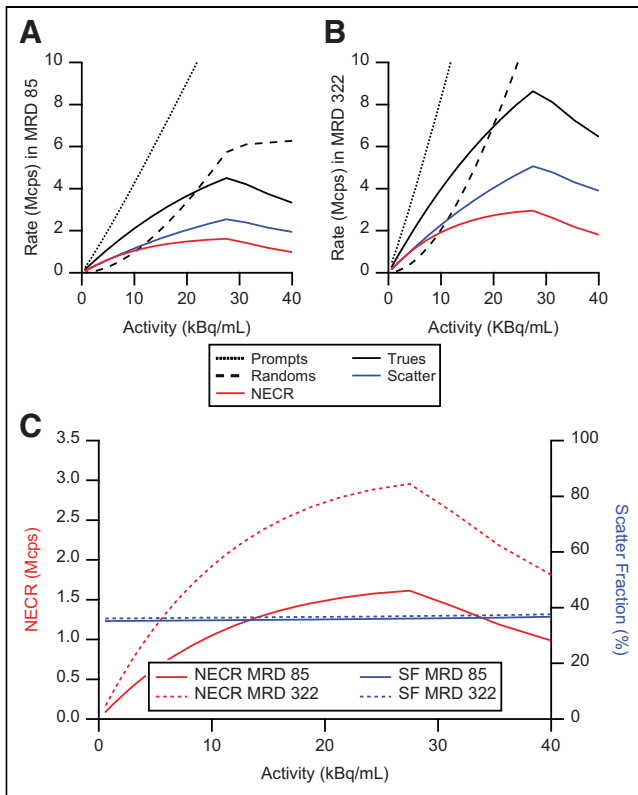 A
B
Rate (Mcps) in MRD 85
10
8
6
4
2
0
0
10
20
30
40
Activity (kBq/mL)
Rate (Mcps) in MRD 322
10
8
6
4
2
0
0
10
20
30
40
Activity (KBq/mL)
Prompts
Trues
Randoms
Scatter
NECR
C
NECR (Mcps)
3.5
3.0
2.5
2.0
1.5
1.0
0.5
0.0
0
10
20
30
40
Activity (kBq/mL)
100
80
60
40
20
0
Scatter Fraction (%)
NECR MRD 85
SF MRD 85
NECR MRD 322
SF MRD 322